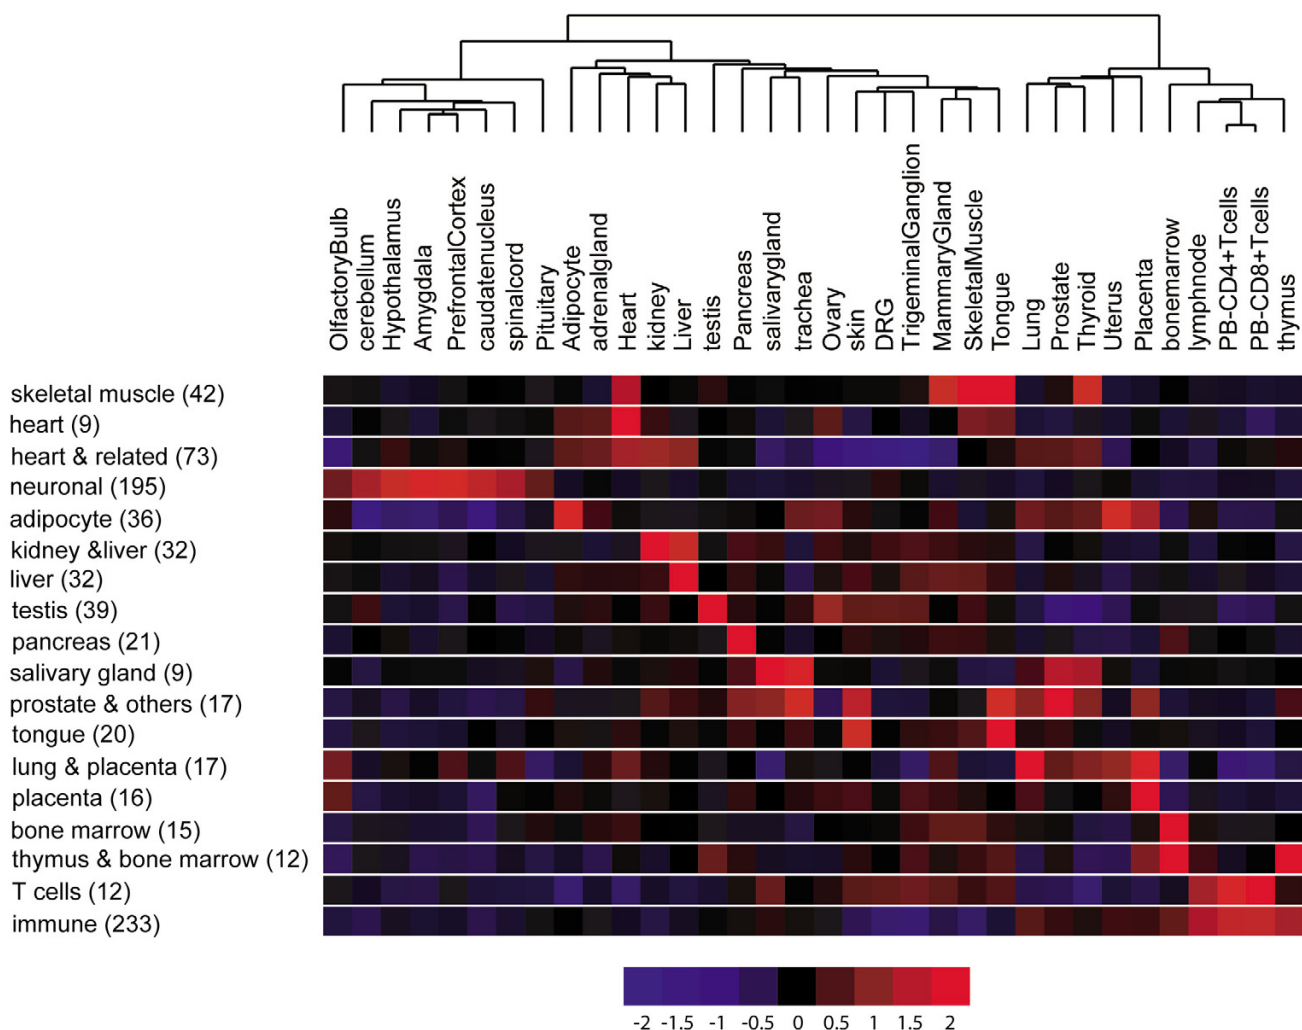 OlfactoryBulb
cerebellum
Hypothalamus
Amygdala
PrefrontalCortex
caudatenucleus
spinalcord
Pituitary
Adipocyte
adrenalgland
Heart
kidney
Liver
testis
Pancreas
salivarygland
trachea
Ovary
skin
DRG
TrigeminalGanglion
MammaryGland
SkeletalMuscle
Tongue
Lung
Prostate
Thyroid
Uterus
Placenta
bonemarrow
lymphnode
PB-CD4+Tcells
PB-CD8+Tcells
thymus
skeletal muscle (42)
heart (9)
heart & related (73)
neuronal (195)
adipocyte (36)
kidney &liver (32)
liver (32)
testis (39)
pancreas (21)
salivary gland (9)
prostate & others (17)
tongue (20)
lung & placenta (17)
placenta (16)
bone marrow (15)
thymus & bone marrow (12)
T cells (12)
immune (233)
-2 -1.5 -1 -0.5 0 0.5 1 1.5 2